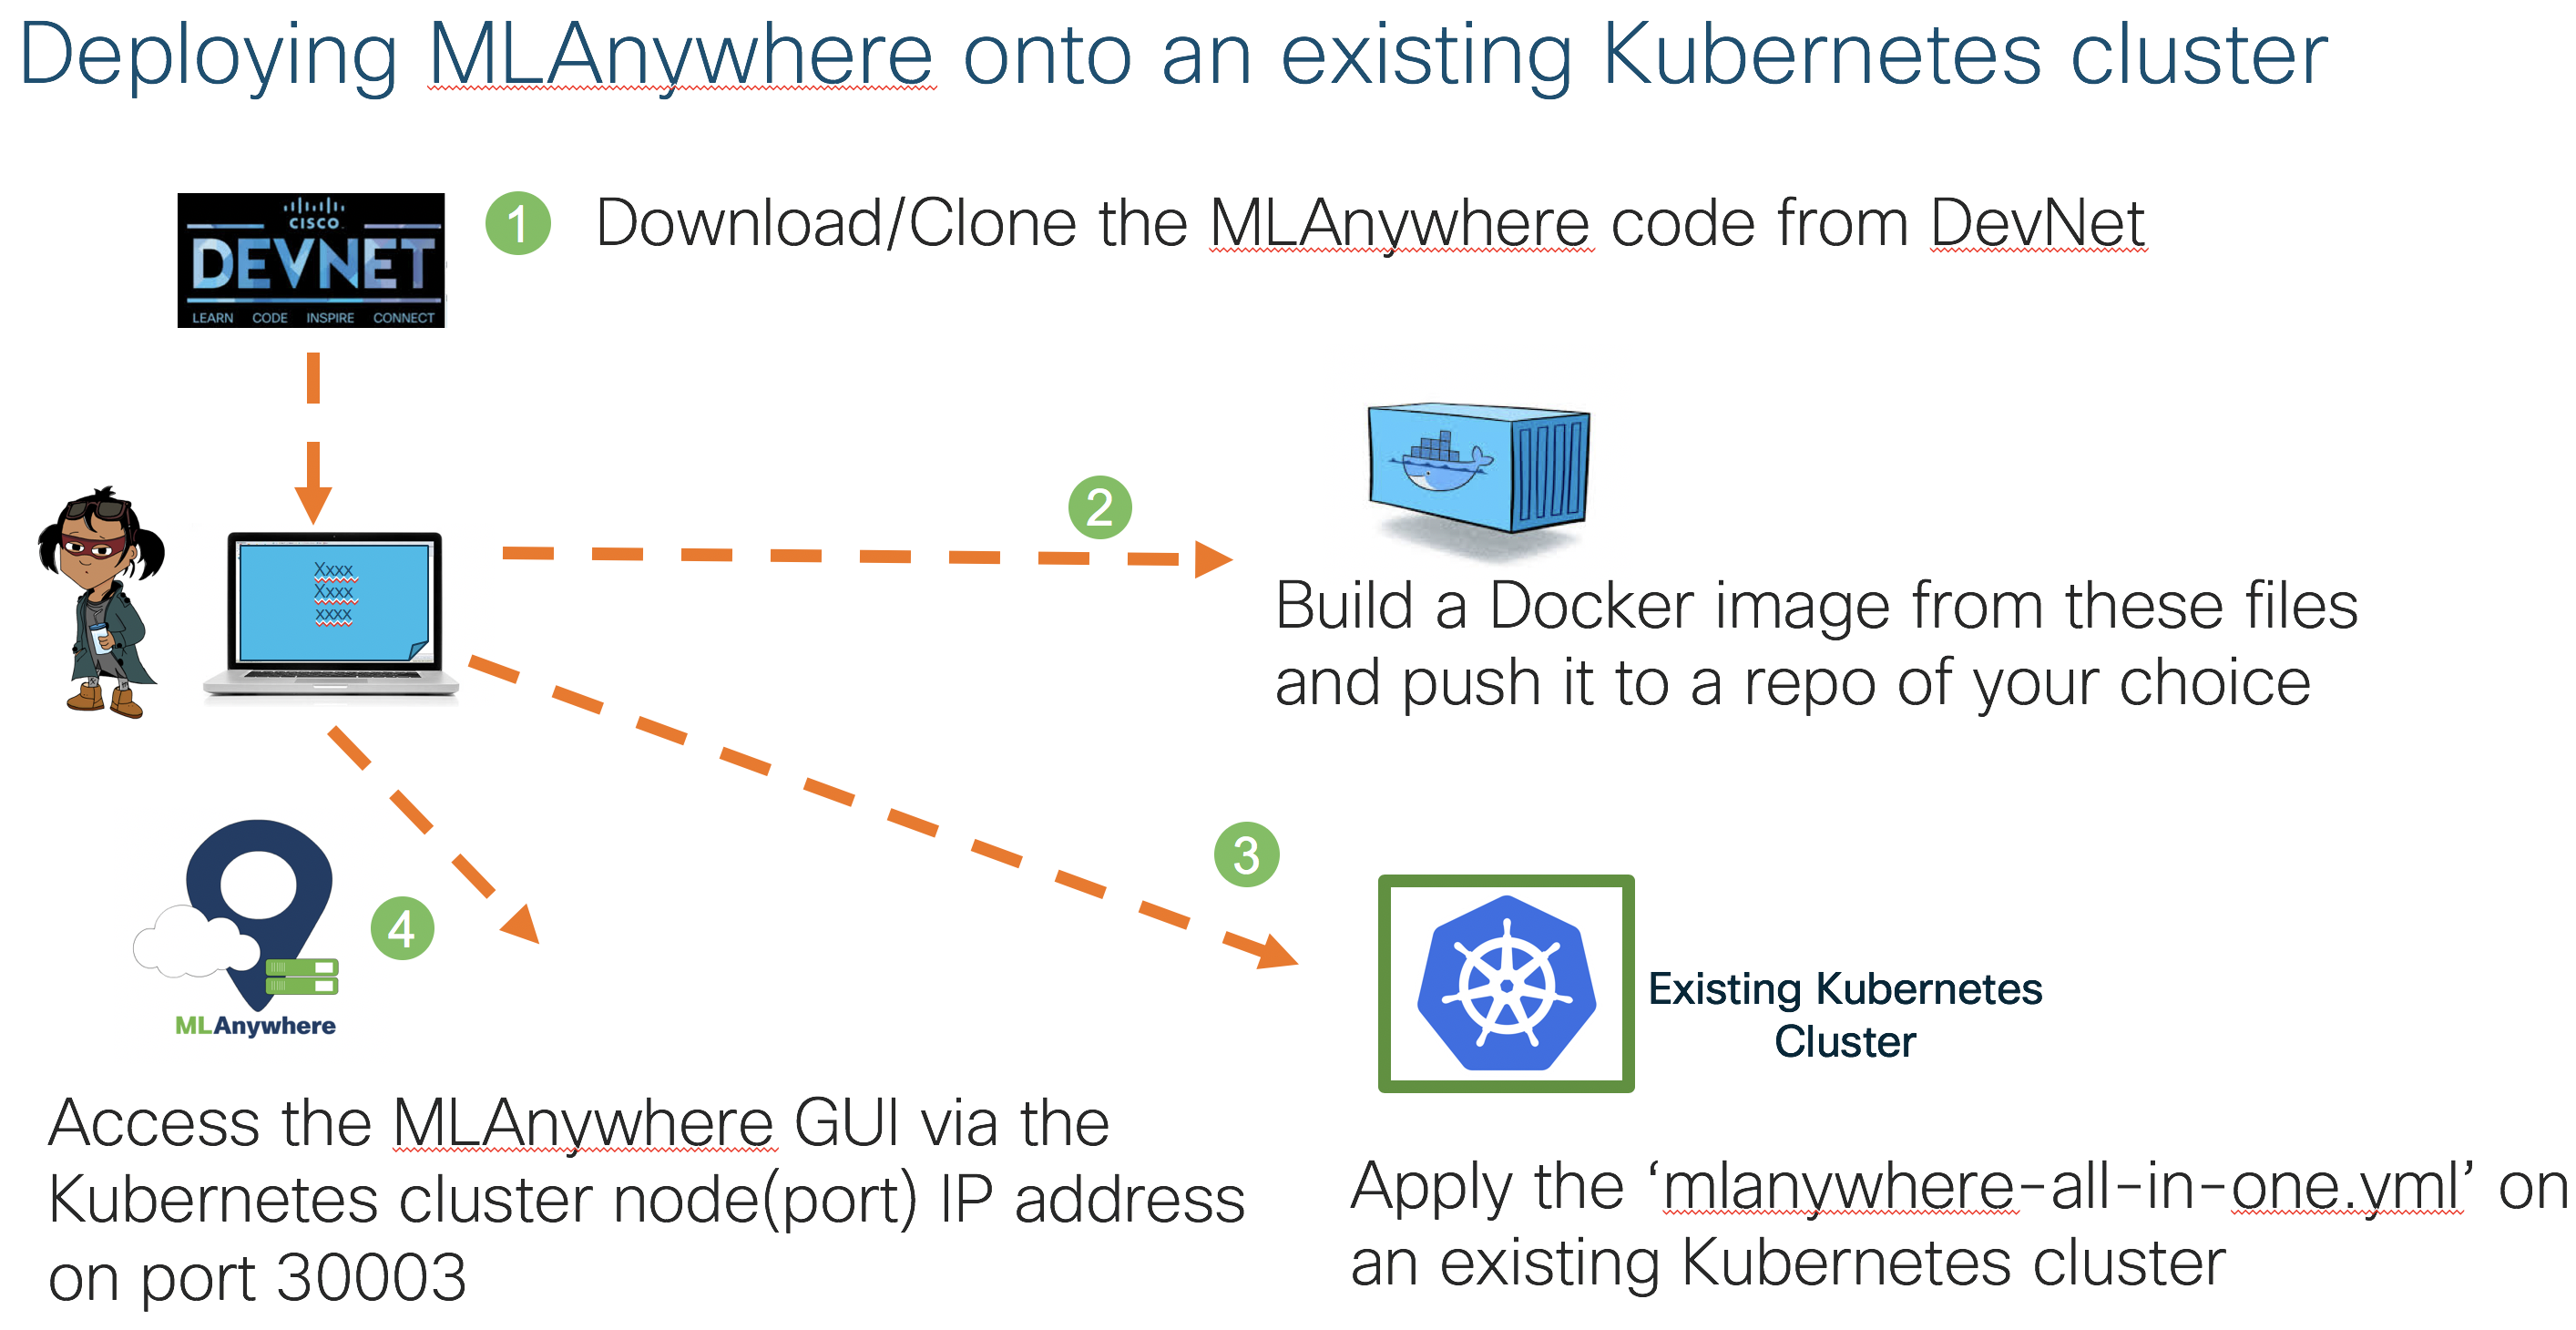 Deploying MLAnywhere onto an existing Kubernetes cluster
CISCO
DEVNET
LEARN CODE INSPIRE CONNECT
1 Download/Clone the MLAnywhere code from DevNet
2
Build a Docker image from these files
and push it to a repo of your choice
Xxxx
Xxxx
xxxx
3
Existing Kubernetes
Cluster
Apply the ‘mlanywhere-all-in-one.yml’ on
an existing Kubernetes cluster
4
MLAnywhere
Access the MLAnywhere GUI via the
Kubernetes cluster node(port) IP address
on port 30003